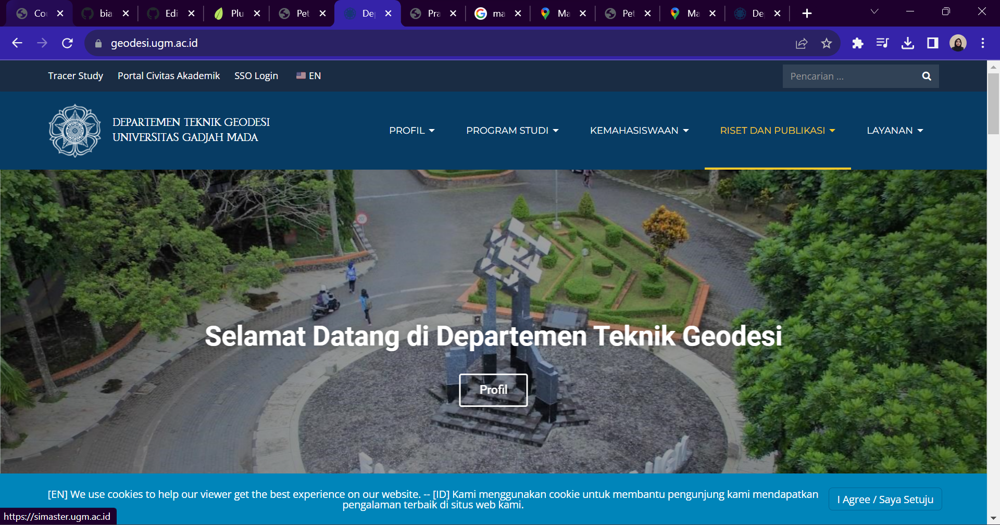 Co
bia
Edi
Plu
Pet
De
Pra
ma
Ma
Pet
Ma
De
geodesi.ugm.ac.id
Tracer Study Portal Civitas Akademik SSO Login EN
Pencarian ...
DEPARTEMEN TEKNIK GEODESI
UNIVERSITAS GADJAH MADA
PROFIL PROGRAM STUDI KEMAHASISWAAN RISET DAN PUBLIKASI LAYANAN
20
Selamat Datang di Departemen Teknik Geodesi
Profil
[EN] We use cookies to help our viewer get the best experience on our website. -- [ID] Kami menggunakan cookie untuk membantu pengunjung kami mendapatkan
pengalaman terbaik di situs web kami.
I Agree / Saya Setuju
https://simaster.ugm.ac.id